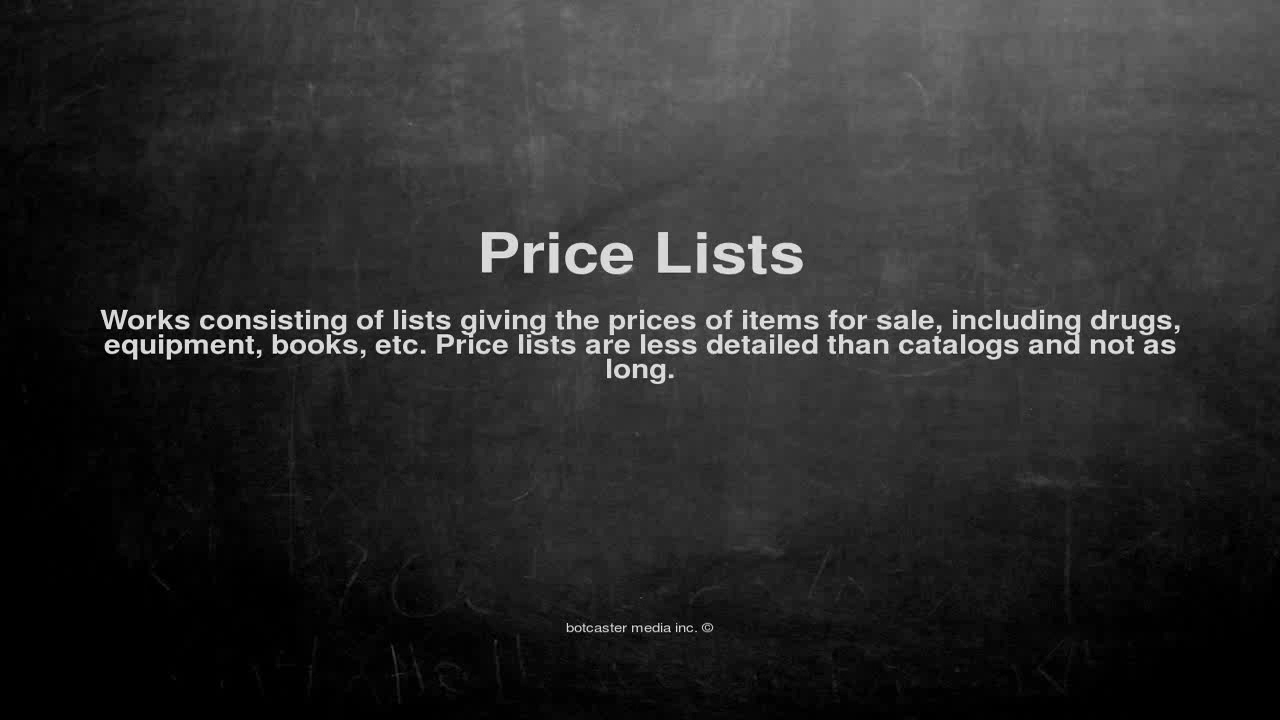 Price Lists
Works consisting of lists giving the prices of items for sale, including drugs,
equipment, books, etc. Price lists are less detailed than catalogs and not as
long.
botcaster media inc. ©